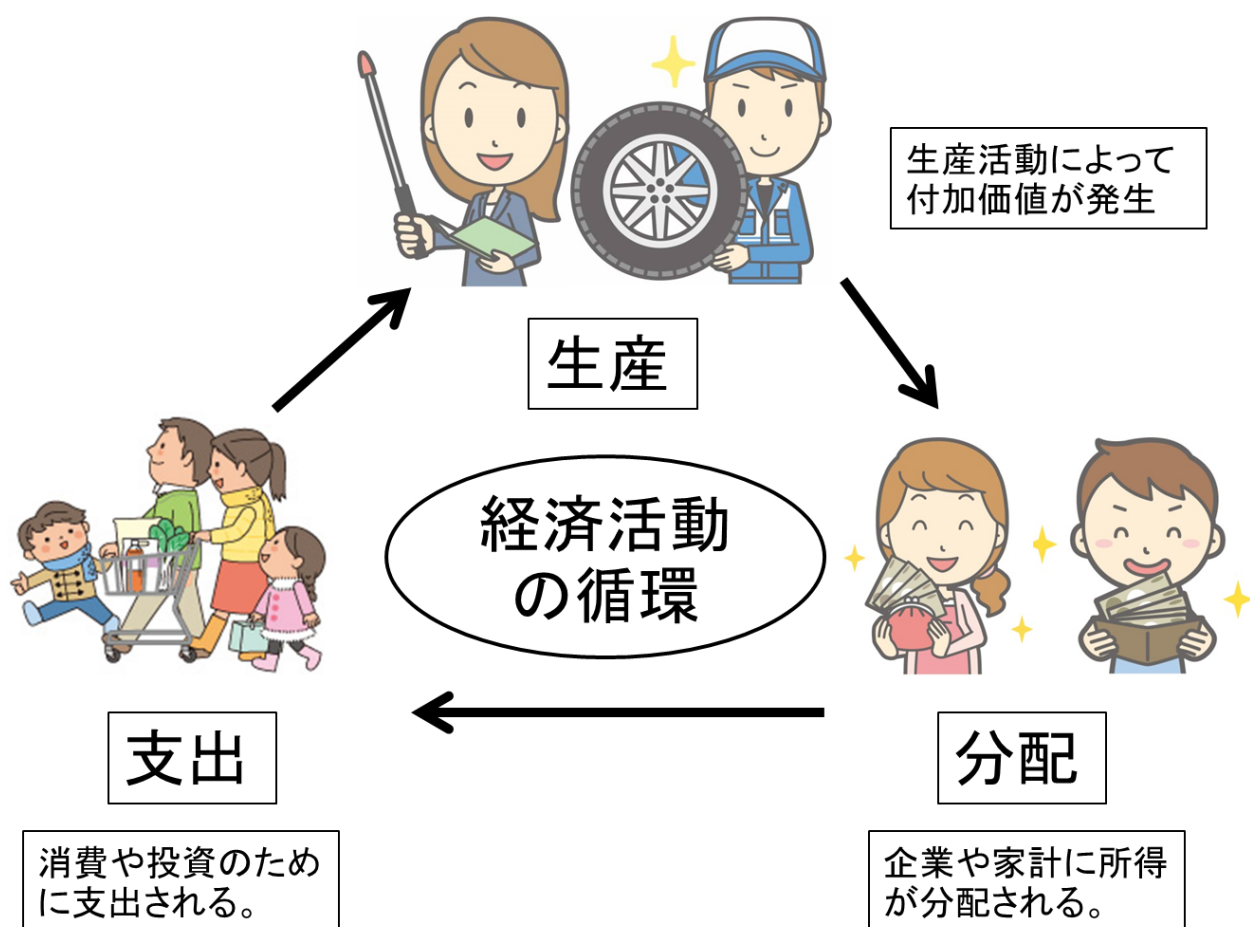 生産活動によって
付加価値が発生
生産
経済活動
の循環
支出
分配
消費や投資のため
に支出される。
企業や家計に所得
が分配される。